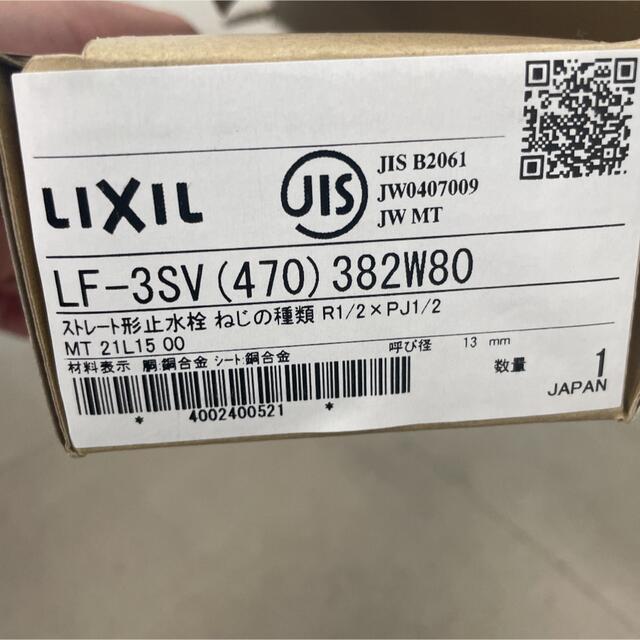 LIXIL
JIS
JIS B2061
JW0407009
JW MT
LF-3SV(470)382W80
ストレート形止水栓 ねじの種類 R1/2×PJ1/2
MT 21L15 00
呼び径 13 mm
材料表示 胴:銅合金 シート:銅合金
数量 1
* 4002400521 *
JAPAN